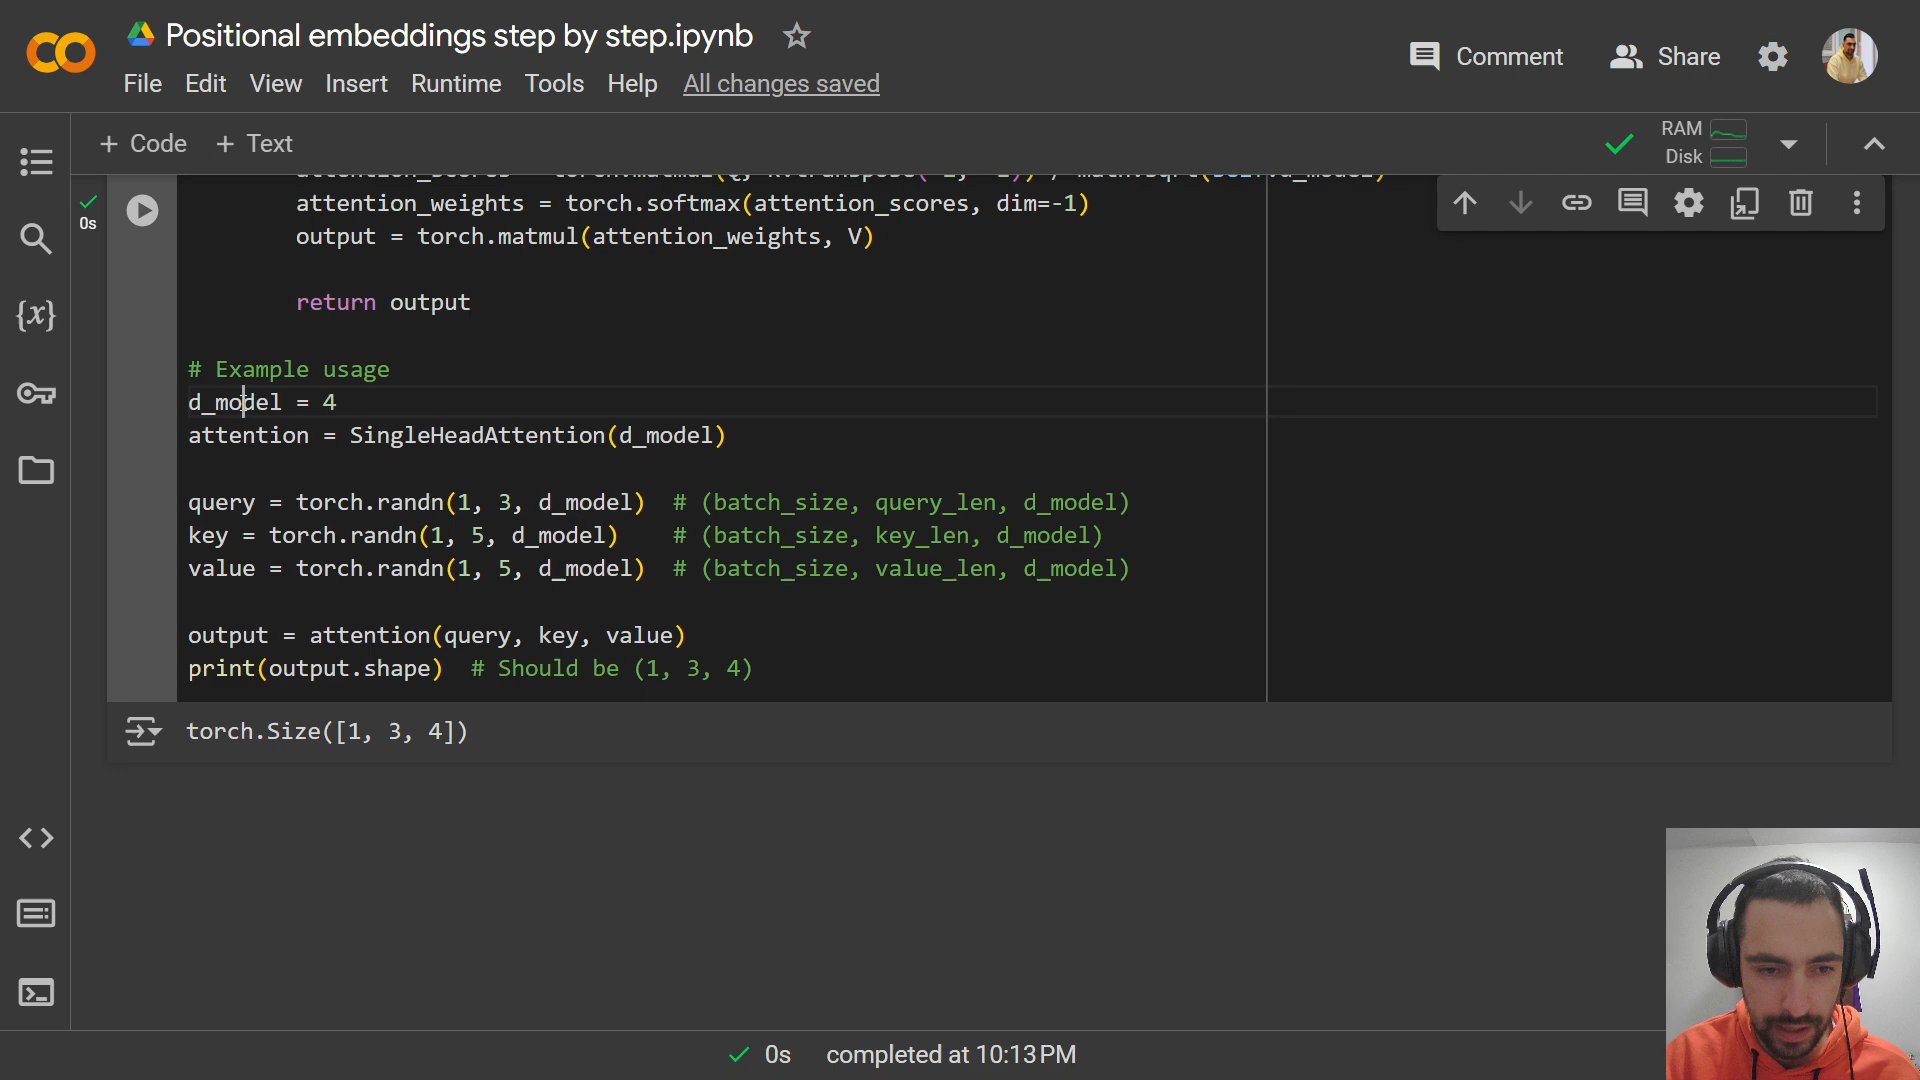 Positional embeddings step by step.ipynb
File Edit View Insert Runtime Tools Help All changes saved
Comment
Share
+ Code + Text
RAM
Disk
0s
attention_weights = torch.softmax(attention_scores, dim=-1)
output = torch.matmul(attention_weights, V)
return output
# Example usage
d_model = 4
attention = SingleHeadAttention(d_model)
query = torch.randn(1, 3, d_model)  # (batch_size, query_len, d_model)
key = torch.randn(1, 5, d_model)    # (batch_size, key_len, d_model)
value = torch.randn(1, 5, d_model)  # (batch_size, value_len, d_model)
output = attention(query, key, value)
print(output.shape)  # Should be (1, 3, 4)
torch.Size([1, 3, 4])
0s completed at 10:13 PM